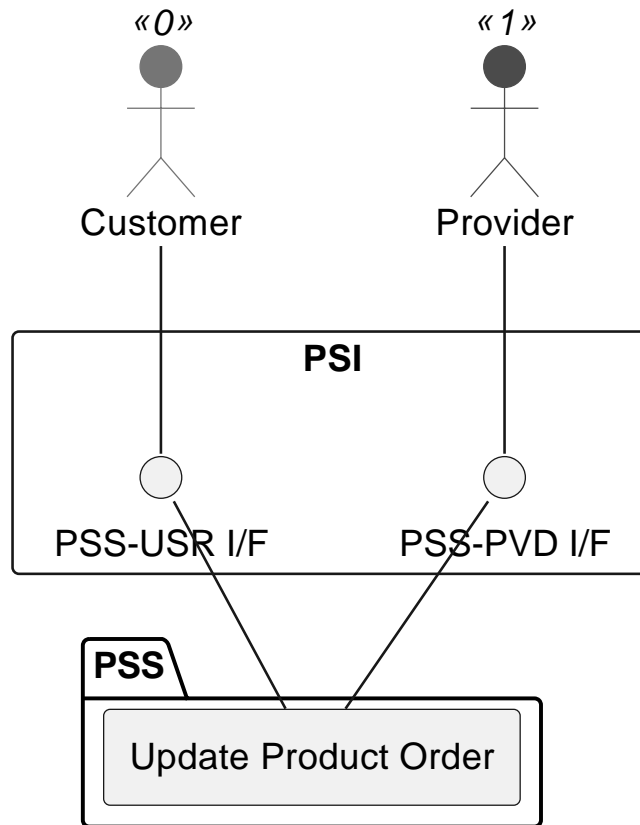 «0» «1»
Customer Provider
PSI
PSS-USR I/F PSS-PVD I/F
PSS
Update Product Order